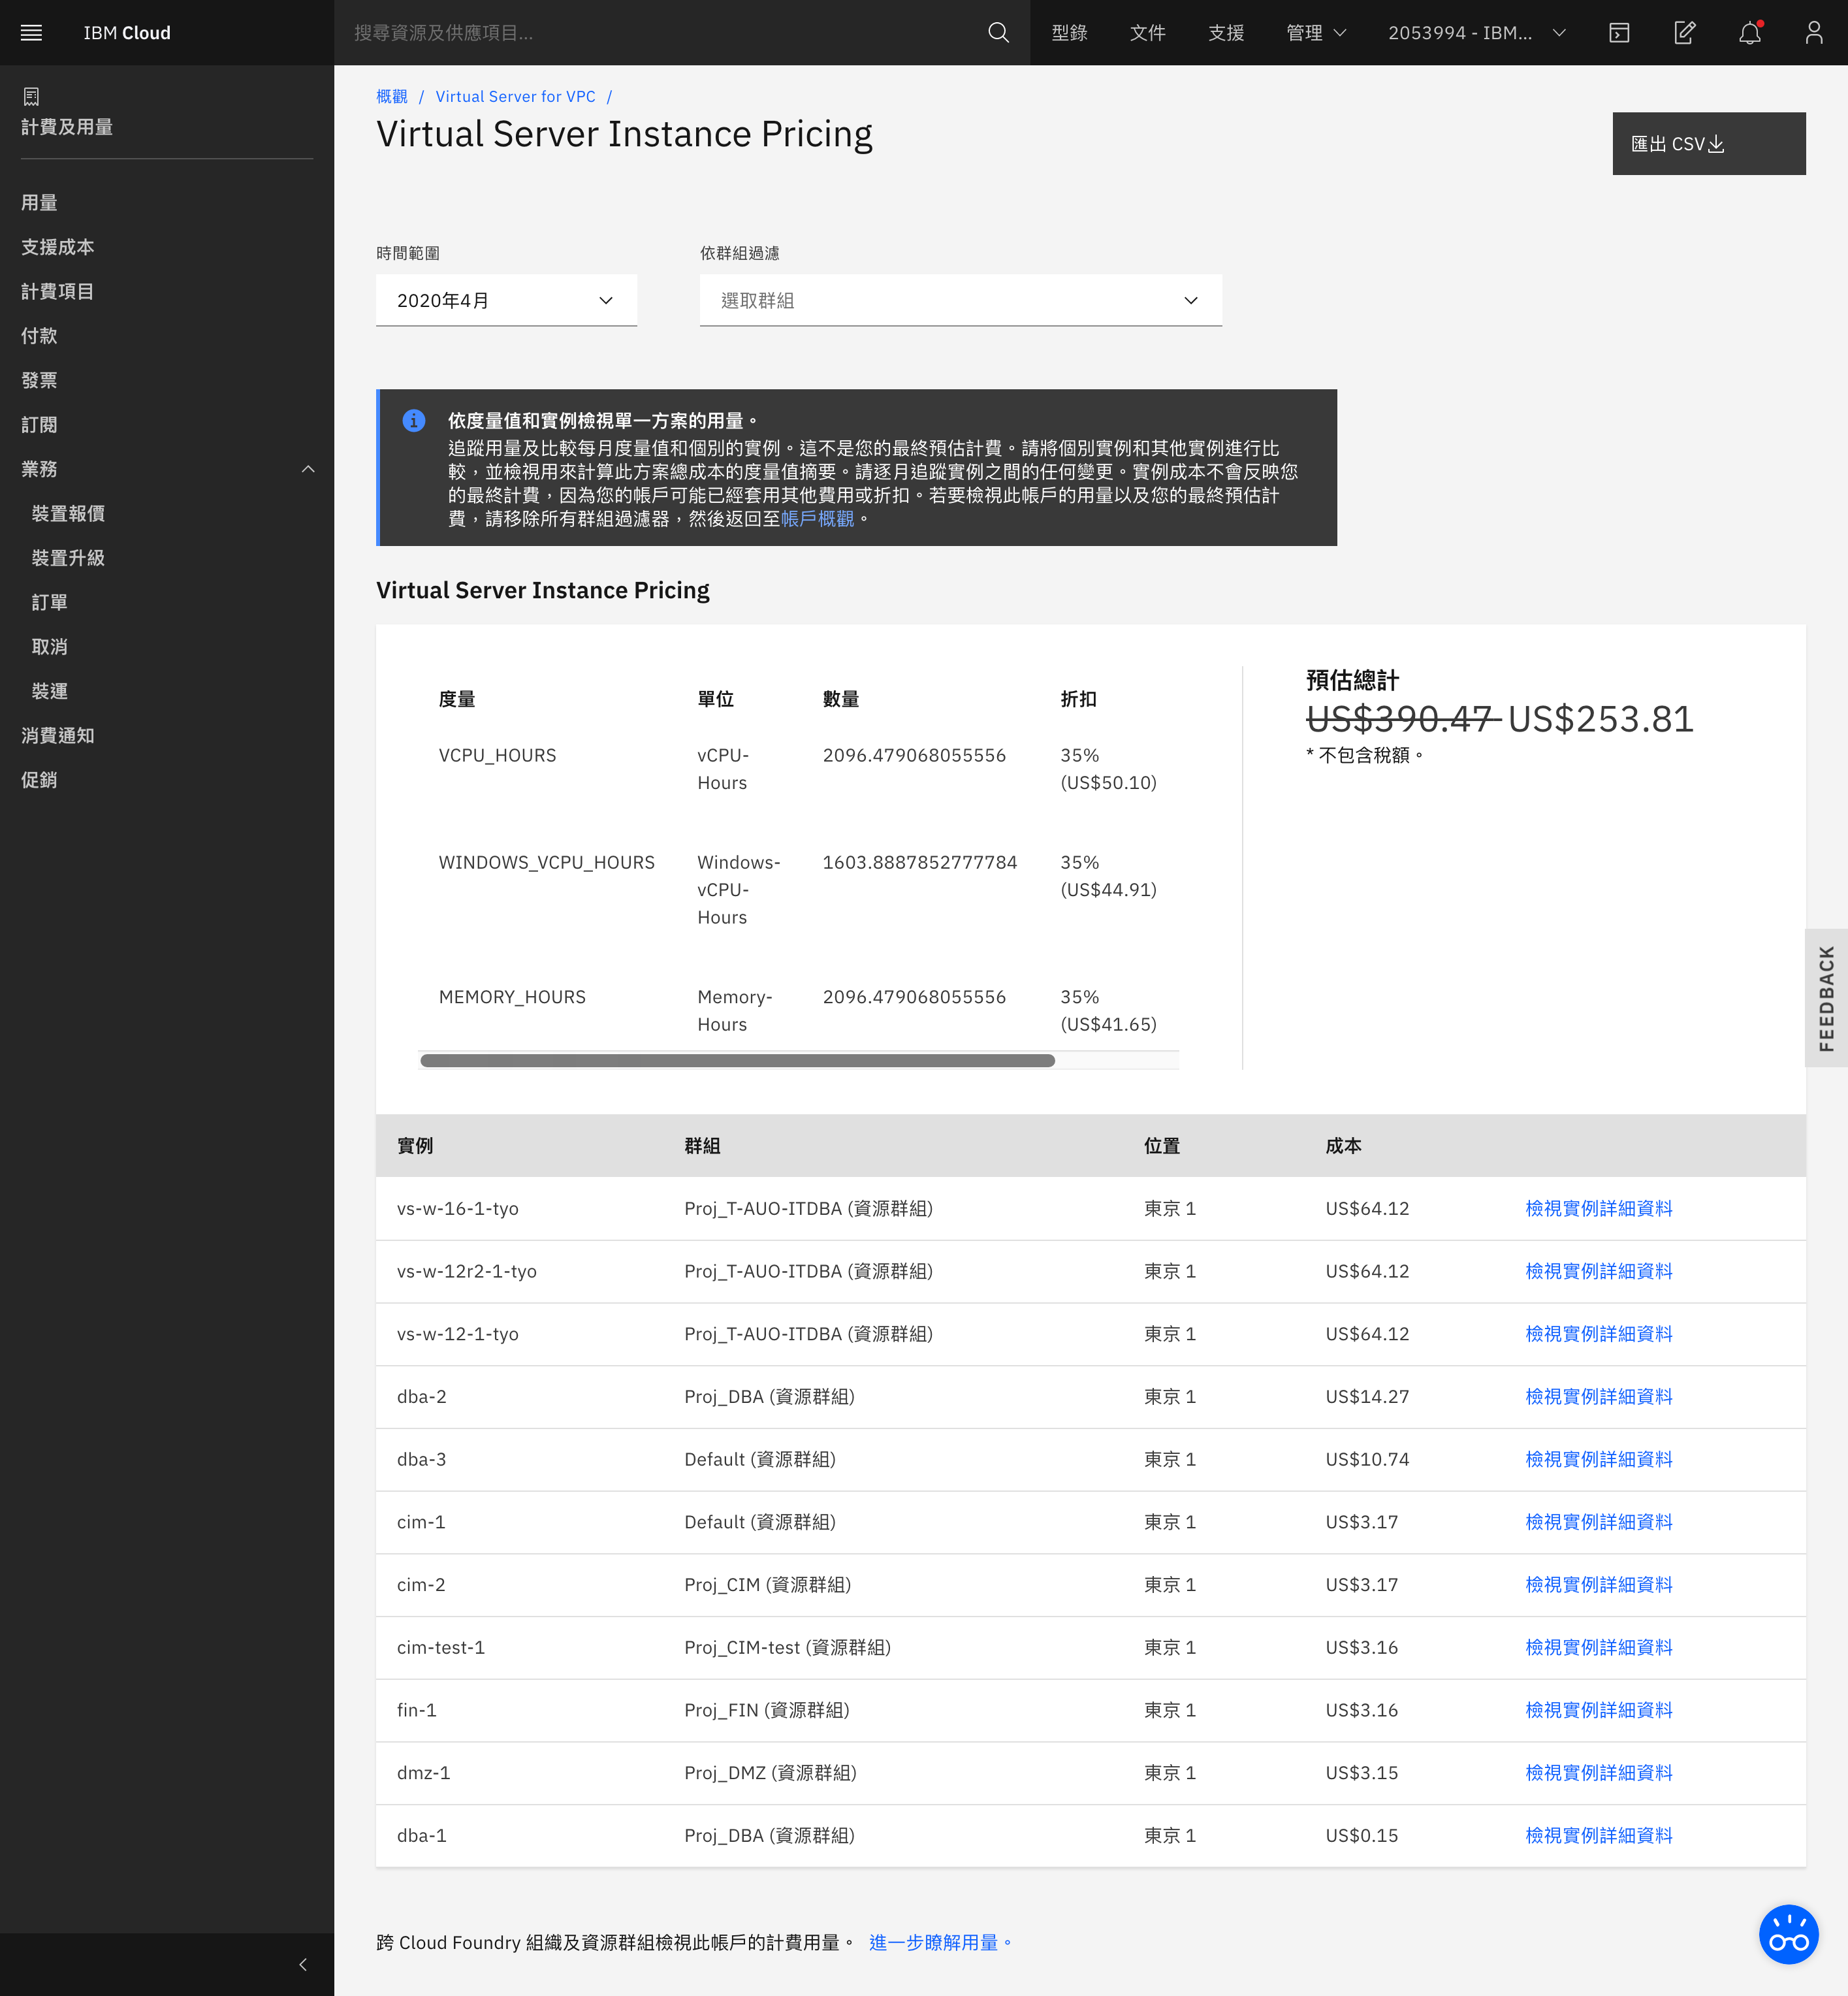 IBM Cloud
搜尋資源及供應項目...
型錄
文件
支援
管理
2053994 - IBM...
計費及用量
用量
支援成本
計費項目
付款
發票
訂閱
業務
裝置報價
裝置升級
訂單
取消
裝運
消費通知
促銷
概觀 / Virtual Server for VPC /
Virtual Server Instance Pricing
匯出 CSV
時間範圍
2020年4月
依群組過濾
選取群組
依度量值和實例檢視單一方案的用量。
追蹤用量及比較每月度量值和個別的實例。這不是您的最終預估計費。請將個別實例和其他實例進行比
較，並檢視用來計算此方案總成本的度量值摘要。請逐月追蹤實例之間的任何變更。實例成本不會反映您
的最終計費，因為您的帳戶可能已經套用其他費用或折扣。若要檢視此帳戶的用量以及您的最終預估計
費，請移除所有群組過濾器，然後返回至帳戶概觀。
Virtual Server Instance Pricing
度量 單位 數量 折扣
VCPU_HOURS vCPU- 2096.479068055556 35%
Hours (US$50.10)
WINDOWS_VCPU_HOURS Windows- 1603.8887852777784 35%
vCPU- (US$44.91)
Hours
MEMORY_HOURS Memory- 2096.479068055556 35%
Hours (US$41.65)
預估總計
US$390.47 US$253.81
* 不包含稅額。
FEEDBACK
實例 群組 位置 成本
vs-w-16-1-tyo Proj_T-AUO-ITDBA (資源群組) 東京 1 US$64.12 檢視實例詳細資料
vs-w-12r2-1-tyo Proj_T-AUO-ITDBA (資源群組) 東京 1 US$64.12 檢視實例詳細資料
vs-w-12-1-tyo Proj_T-AUO-ITDBA (資源群組) 東京 1 US$64.12 檢視實例詳細資料
dba-2 Proj_DBA (資源群組) 東京 1 US$14.27 檢視實例詳細資料
dba-3 Default (資源群組) 東京 1 US$10.74 檢視實例詳細資料
cim-1 Default (資源群組) 東京 1 US$3.17 檢視實例詳細資料
cim-2 Proj_CIM (資源群組) 東京 1 US$3.17 檢視實例詳細資料
cim-test-1 Proj_CIM-test (資源群組) 東京 1 US$3.16 檢視實例詳細資料
fin-1 Proj_FIN (資源群組) 東京 1 US$3.16 檢視實例詳細資料
dmz-1 Proj_DMZ (資源群組) 東京 1 US$3.15 檢視實例詳細資料
dba-1 Proj_DBA (資源群組) 東京 1 US$0.15 檢視實例詳細資料
跨 Cloud Foundry 組織及資源群組檢視此帳戶的計費用量。 進一步瞭解用量。